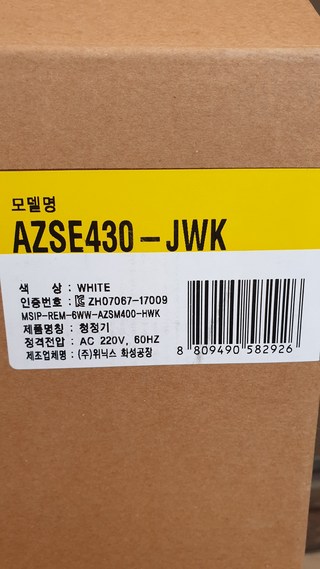 모델명
AZSE430-JWK
색 상 : WHITE
인증번호 : ZH07067-17009
MSIP-REM-6WW-AZSM400-HWK
제품명칭 : 청정기
정격전압 : AC 220V, 60HZ
제조업체명 : (주)위닉스 화성공장
8 809490 582926